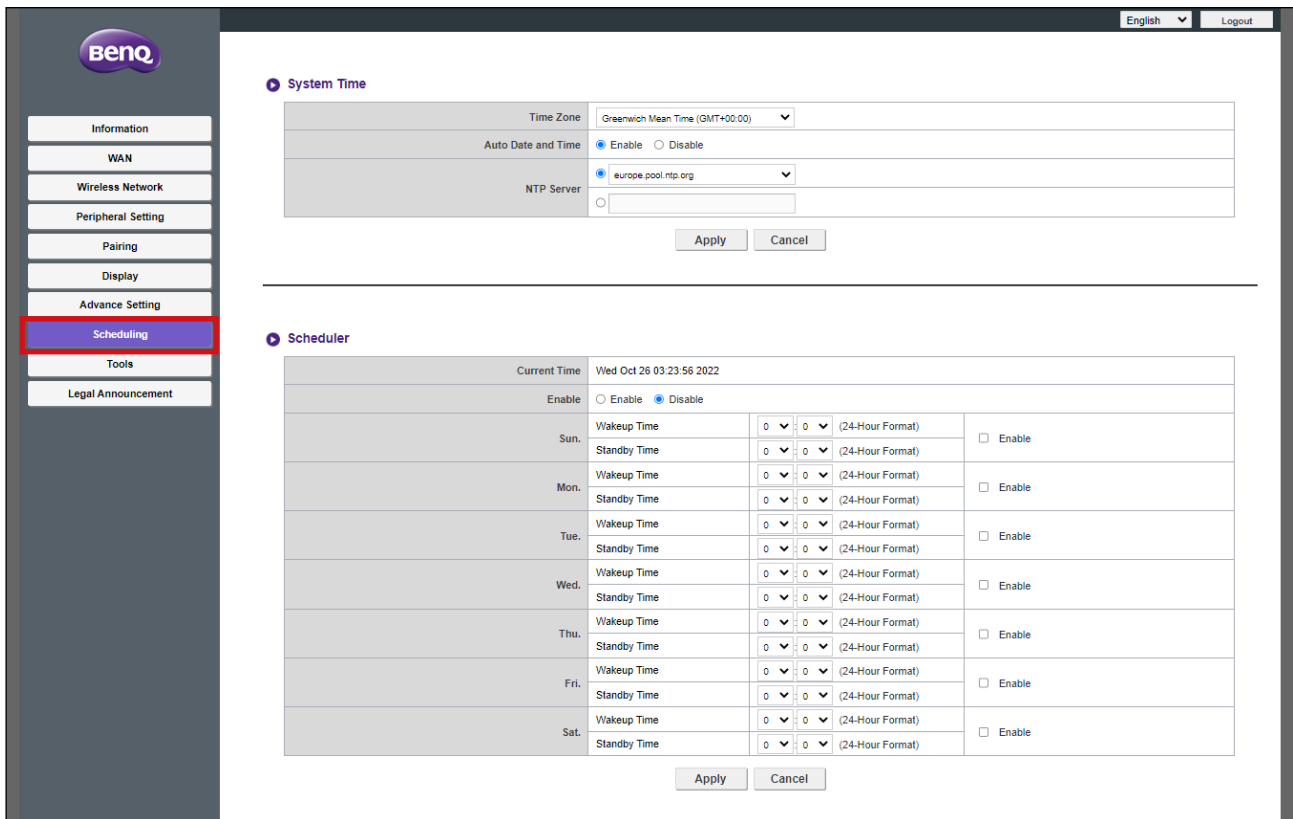 English Logout
BenQ
System Time
Time Zone Greenwich Mean Time (GMT+00:00)
Information
Auto Date and Time Enable Disable
WAN
europe.pool.ntp.org
Wireless Network
NTP Server
Peripheral Setting
Pairing
Apply Cancel
Display
Advance Setting
Scheduling
Scheduler
Tools
Current Time Wed Oct 26 03:23:56 2022
Legal Announcement
Enable Enable Disable
Sun. Wakeup Time 0 : 0 (24-Hour Format) Enable
Standby Time 0 : 0 (24-Hour Format)
Mon. Wakeup Time 0 : 0 (24-Hour Format) Enable
Standby Time 0 : 0 (24-Hour Format)
Tue. Wakeup Time 0 : 0 (24-Hour Format) Enable
Standby Time 0 : 0 (24-Hour Format)
Wed. Wakeup Time 0 : 0 (24-Hour Format) Enable
Standby Time 0 : 0 (24-Hour Format)
Thu. Wakeup Time 0 : 0 (24-Hour Format) Enable
Standby Time 0 : 0 (24-Hour Format)
Fri. Wakeup Time 0 : 0 (24-Hour Format) Enable
Standby Time 0 : 0 (24-Hour Format)
Sat. Wakeup Time 0 : 0 (24-Hour Format) Enable
Standby Time 0 : 0 (24-Hour Format)
Apply Cancel